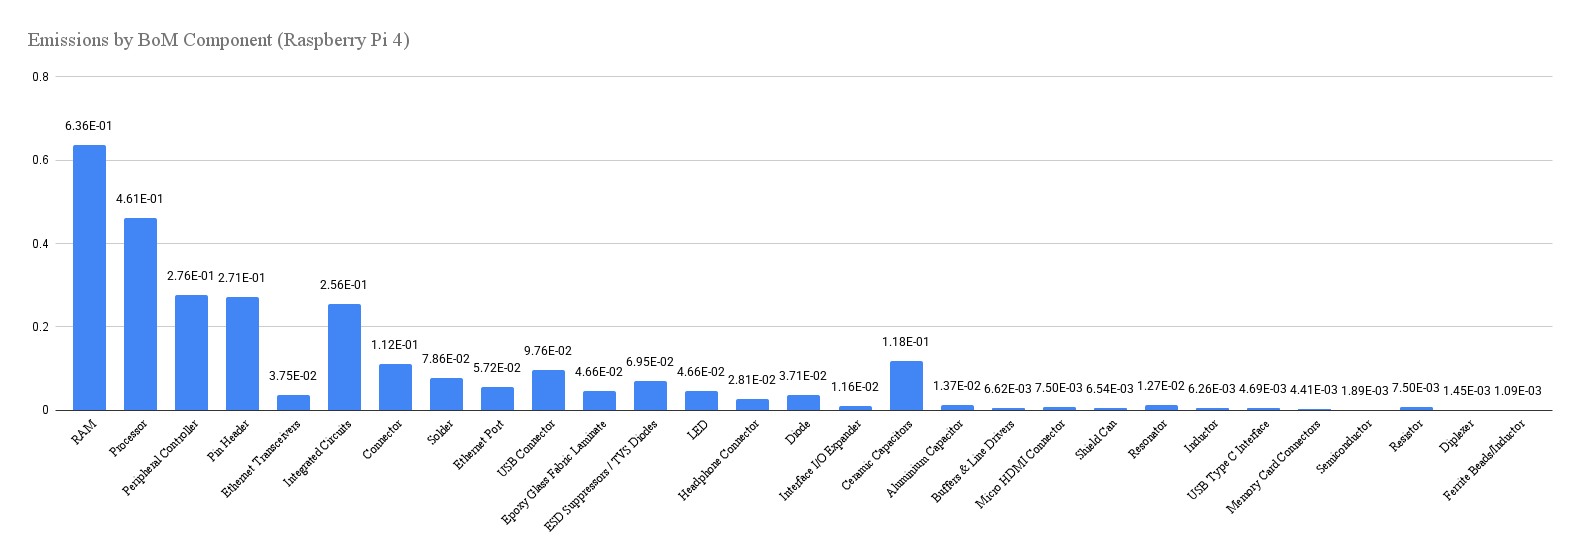 Emissions by BoM Component (Raspberry Pi 4)
0.8
0.6
0.4
0.2
0
6.36E-01
4.61E-01
2.76E-01
2.71E-01
3.75E-02
2.56E-01
1.12E-01
7.86E-02
5.72E-02
9.76E-02
4.66E-02
6.95E-02
4.66E-02
2.81E-02
3.71E-02
1.16E-02
1.18E-01
1.37E-02
6.62E-03
7.50E-03
6.54E-03
1.27E-02
6.26E-03
4.69E-03
4.41E-03
1.89E-03
7.50E-03
1.45E-03
1.09E-03
RAM
Processor
Peripheral Controller
Pin Header
Ethernet Transceivers
Integrated Circuits
Connector
Solder
Ethernet Port
USB Connector
Epoxy Glass Fabric Laminate
ESD Suppressors / TVS Diodes
LED
Headphone Connector
Diode
Interface I/O Expander
Ceramic Capacitors
Aluminium Capacitor
Buffers & Line Drivers
Micro HDMI Connector
Shield Can
Resonator
Inductor
USB Type C Interface
Memory Card Connectors
Semiconductor
Resistor
Diplexer
Ferrite Beads/Inductor